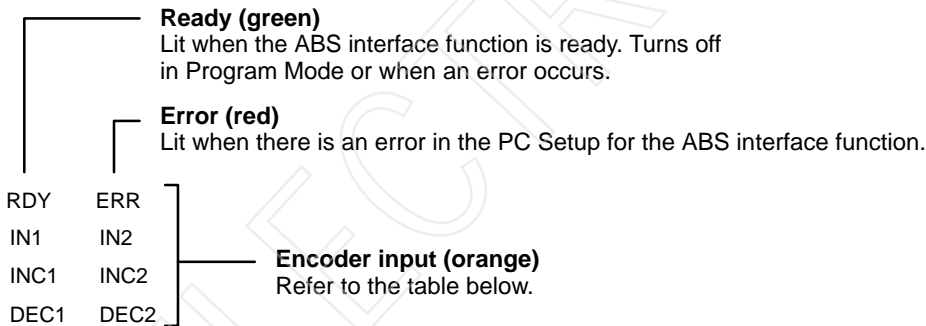 Ready (green)
Lit when the ABS interface function is ready. Turns off
in Program Mode or when an error occurs.
Error (red)
Lit when there is an error in the PC Setup for the ABS interface function.
RDY ERR
IN1 IN2
INC1 INC2
DEC1 DEC2
Encoder input (orange)
Refer to the table below.